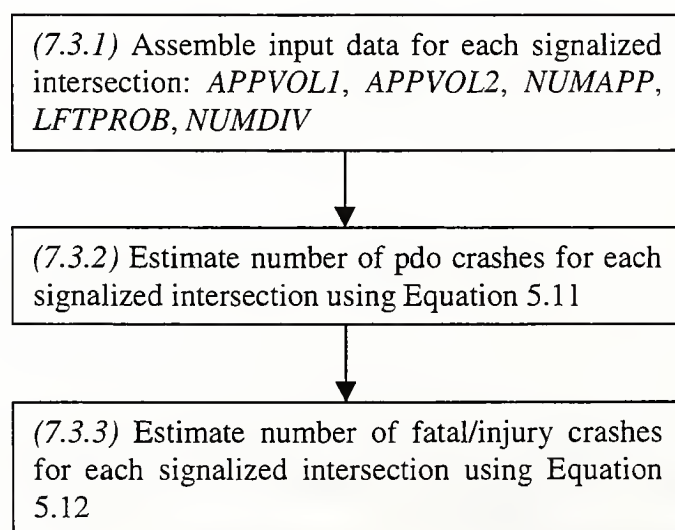 (7.3.1) Assemble input data for each signalized
intersection: APPVOL1, APPVOL2, NUMAPP,
LFTPROB, NUMDIV
(7.3.2) Estimate number of pdo crashes for each
signalized intersection using Equation 5.11
(7.3.3) Estimate number of fatal/injury crashes
for each signalized intersection using Equation
5.12